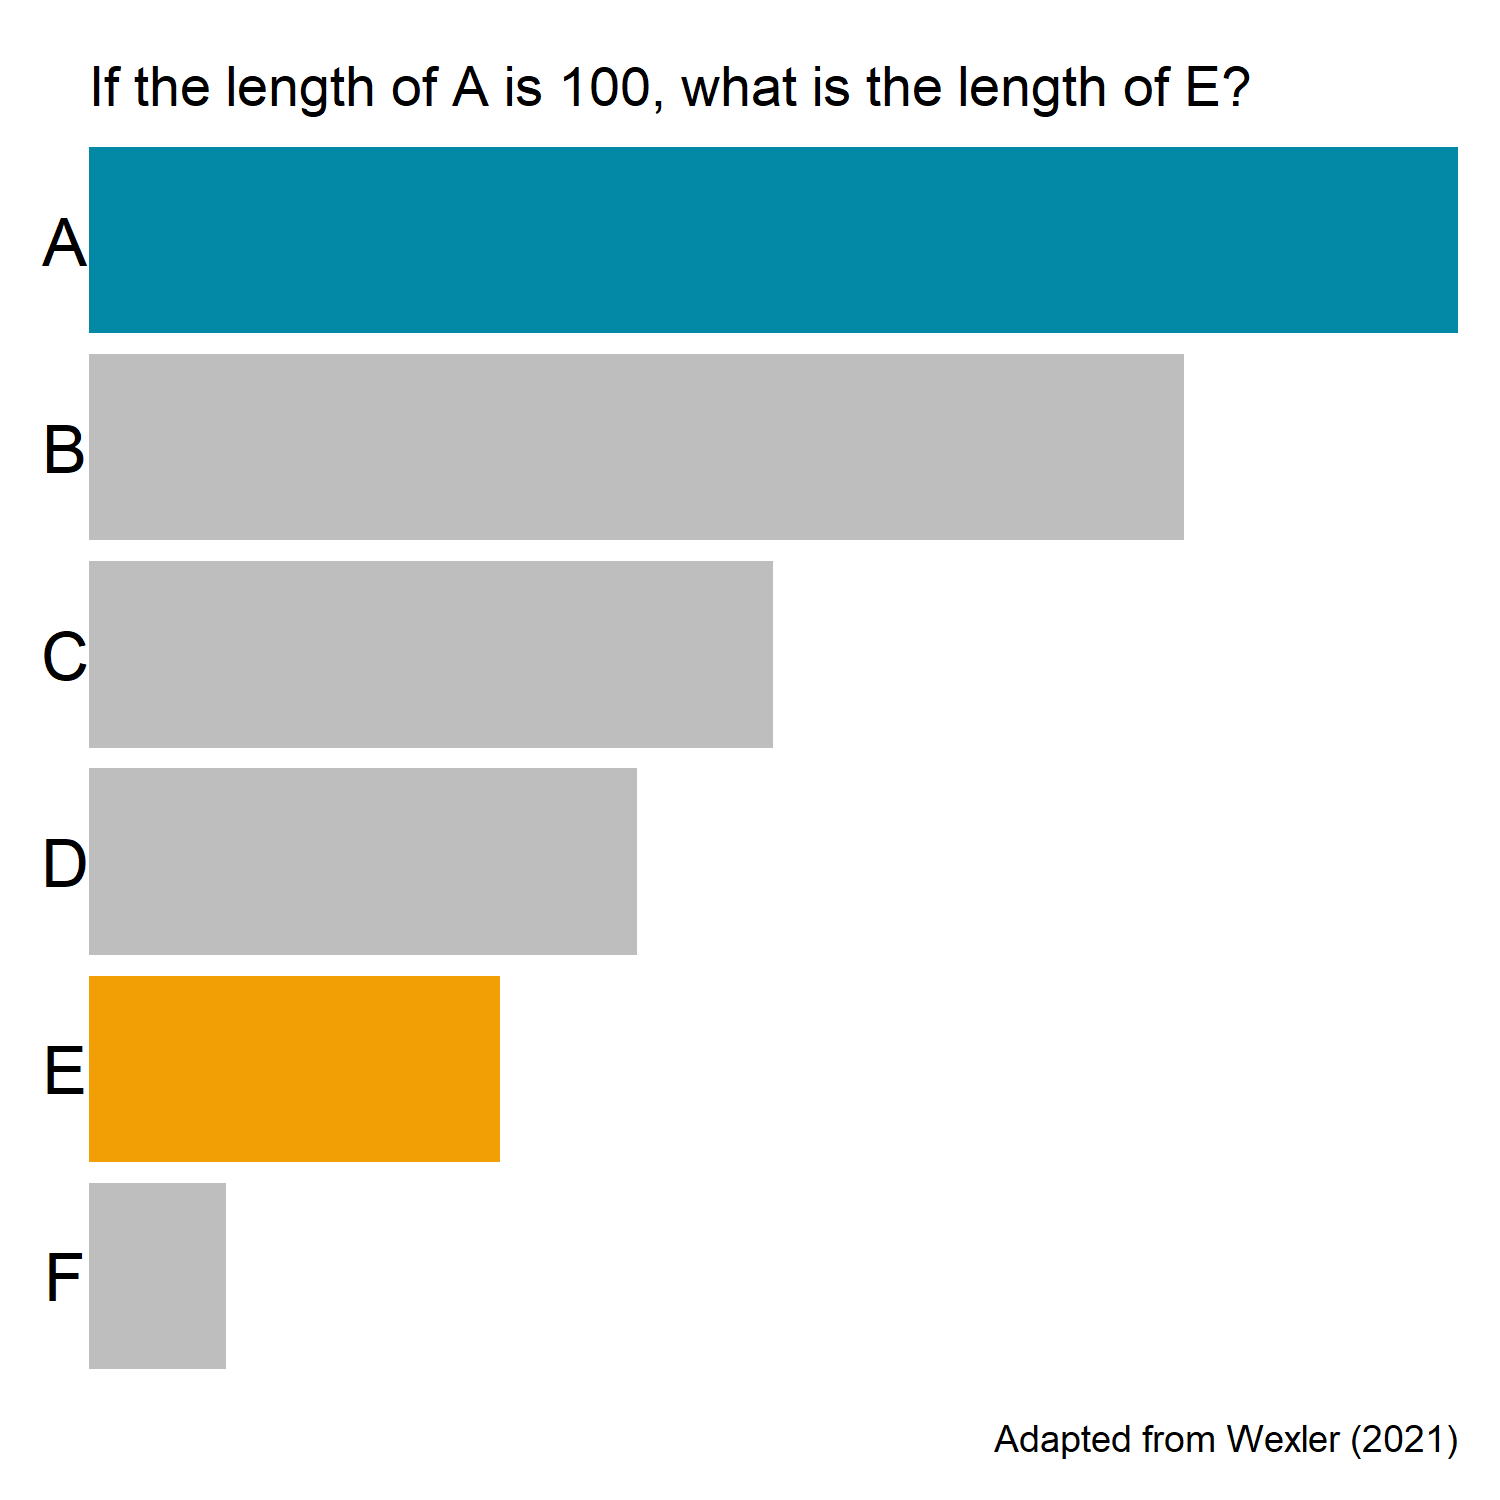 If the length of A is 100, what is the length of E?
A
B
C
D
E
F
Adapted from Wexler (2021)